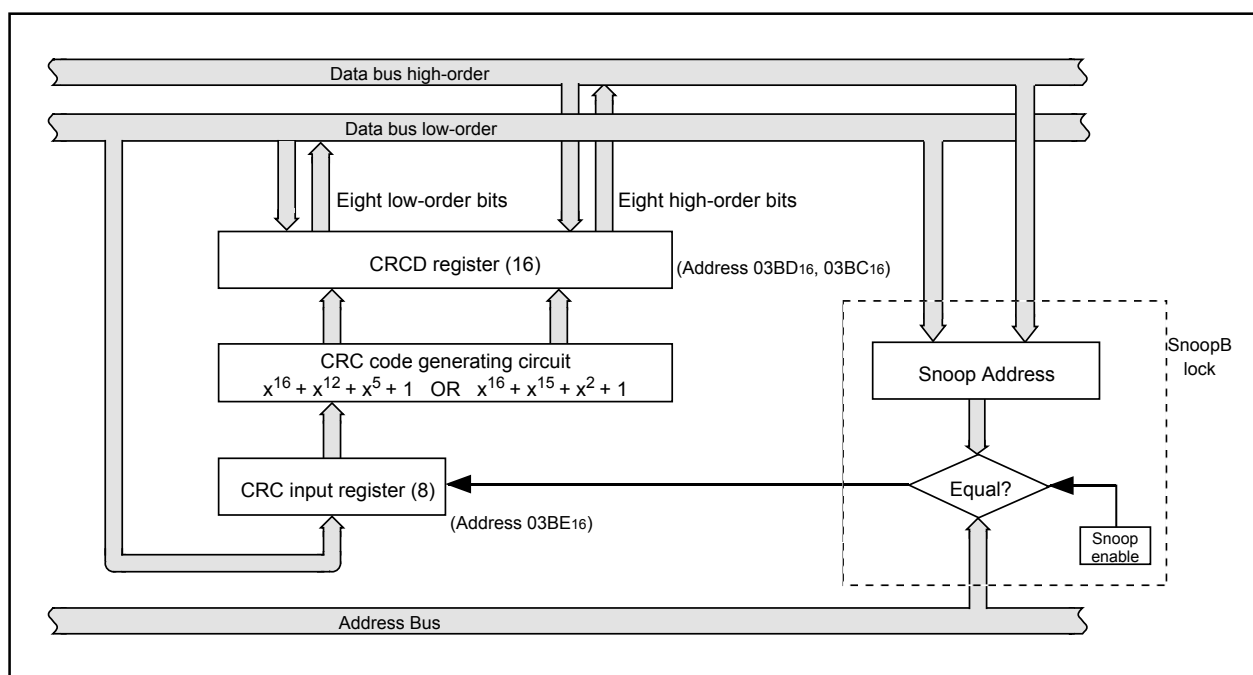 Data bus high-order
Data bus low-order
Eight low-order bits
Eight high-order bits
CRCD register (16)
(Address 03BD16, 03BC16)
CRC code generating circuit
x16 + x12 + x5 + 1 OR x16 + x15 + x2 + 1
SnoopB
lock
Snoop Address
CRC input register (8)
Equal?
(Address 03BE16)
Snoop
enable
Address Bus